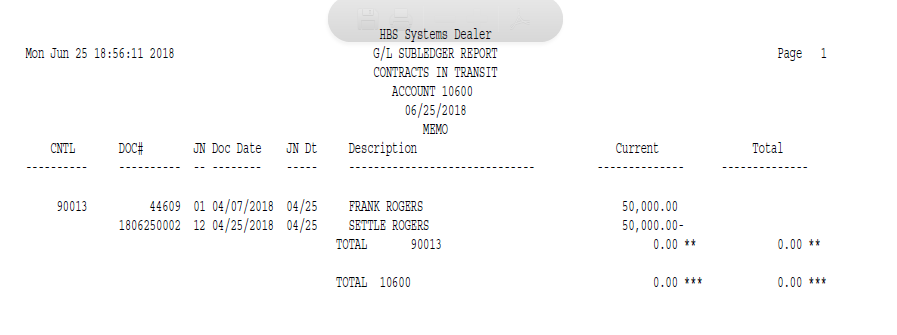 HBS Systems Dealer
Mon Jun 25 18:56:11 2018 G/L SUBLEDGER REPORT Page 1
CONTRACTS IN TRANSIT
ACCOUNT 10600
06/25/2018
MEMO
CNTL DOC# JN Doc Date JN Dt Description Current Total
---------- ---------- -- -------- ----- ------------------------------ -------------- --------------
90013 44609 01 04/07/2018 04/25 FRANK ROGERS 50,000.00
1806250002 12 04/25/2018 04/25 SETTLE ROGERS 50,000.00-
TOTAL 90013 0.00 ** 0.00 **
TOTAL 10600 0.00 *** 0.00 ***